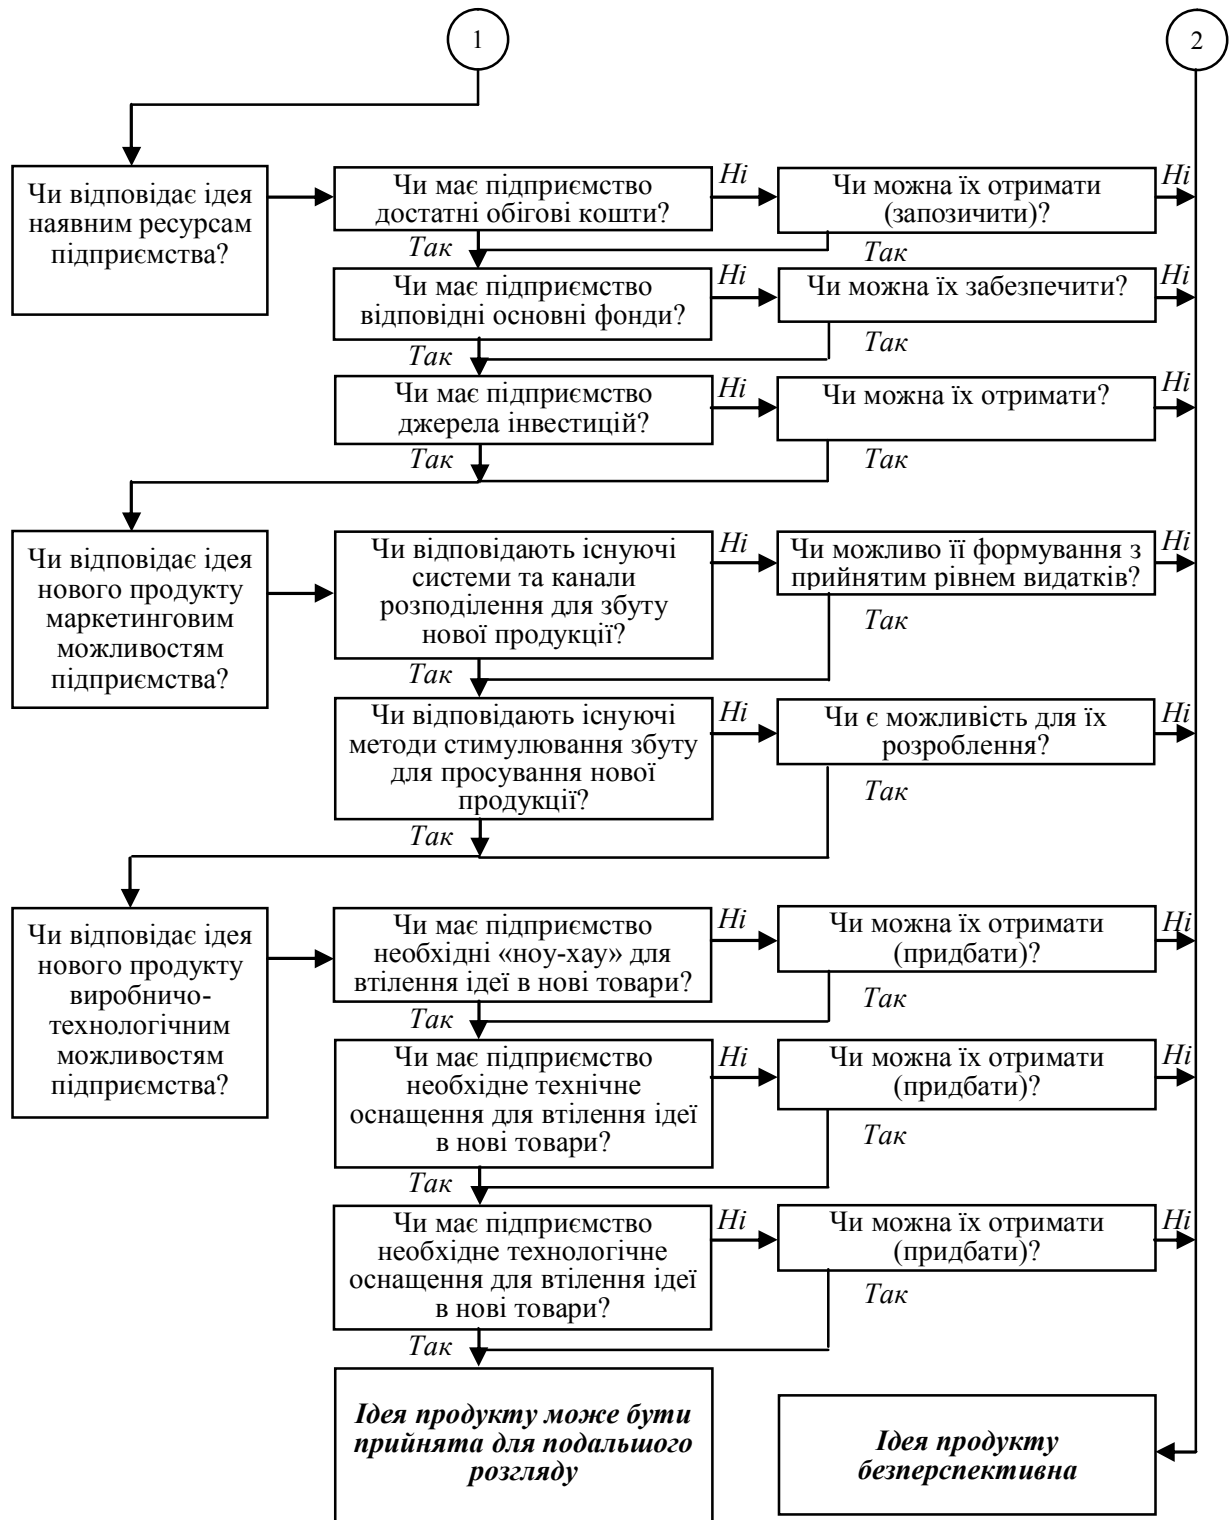 1
2
Чи відповідає ідея
наявним ресурсам
підприємства?
Чи має підприємство
достатні обігові кошти?
Ні
Чи можна їх отримати
(запозичити)?
Ні
Так
Так
Чи має підприємство
відповідні основні фонди?
Ні
Чи можна їх забезпечити?
Ні
Так
Так
Чи має підприємство
джерела інвестицій?
Ні
Чи можна їх отримати?
Ні
Так
Так
Чи відповідає ідея
нового продукту
маркетинговим
можливостям
підприємства?
Чи відповідають існуючі
системи та канали
розподілення для збуту
нової продукції?
Ні
Чи можливо її формування з
прийнятим рівнем видатків?
Ні
Так
Так
Чи відповідають існуючі
методи стимулювання збуту
для просування нової
продукції?
Ні
Чи є можливість для їх
розроблення?
Ні
Так
Так
Чи відповідає ідея
нового продукту
виробничо-
технологічним
можливостям
підприємства?
Чи має підприємство
необхідні «ноу-хау» для
втілення ідеї в нові товари?
Ні
Чи можна їх отримати
(придбати)?
Ні
Так
Так
Чи має підприємство
необхідне технічне
оснащення для втілення ідеї
в нові товари?
Ні
Чи можна їх отримати
(придбати)?
Ні
Так
Так
Чи має підприємство
необхідне технологічне
оснащення для втілення ідеї
в нові товари?
Ні
Чи можна їх отримати
(придбати)?
Ні
Так
Так
Ідея продукту може бути
прийнята для подальшого
розгляду
Ідея продукту
безперспективна